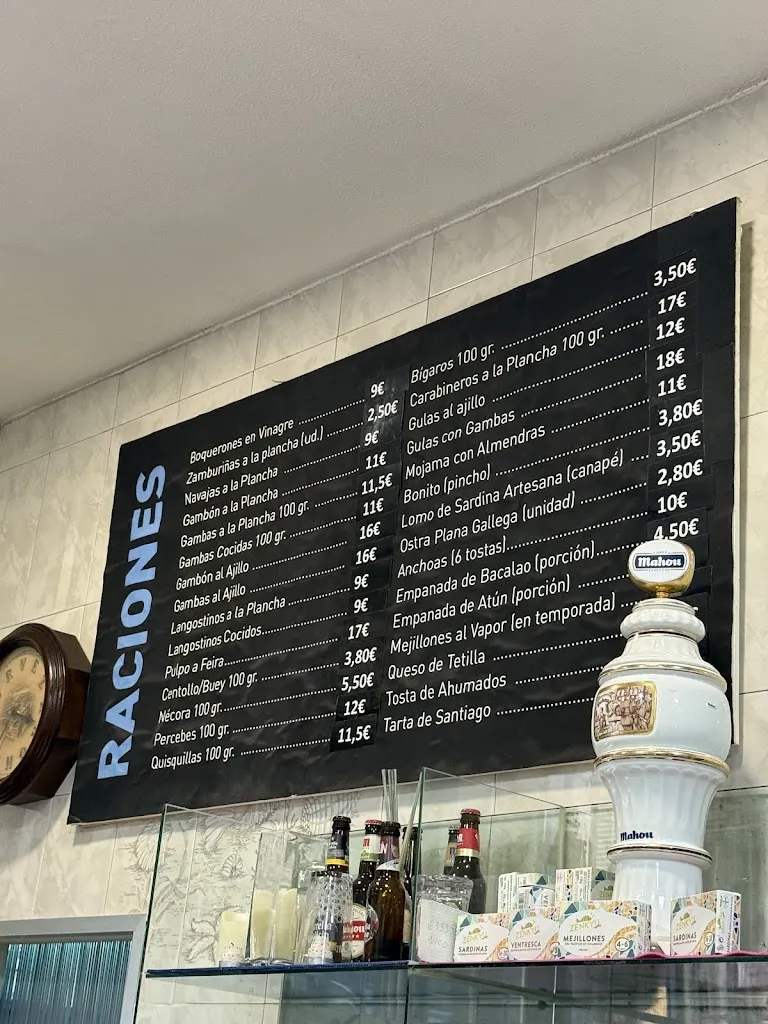 RACIONES
Boquerones en Vinagre 9€
Zamburiñas a la plancha (ud.) 2,50€
Navajas a la Plancha 9€
Gambón a la Plancha 11€
Gambas a la Plancha 100 gr. 11,5€
Gambas Cocidas 100 gr. 11€
Gambón al Ajillo 16€
Gambas al Ajillo 16€
Langostinos a la Plancha 9€
Langostinos Cocidos 9€
Pulpo a Feira 17€
Centollo/Buey 100 gr. 3,80€
Nécora 100 gr. 5,50€
Percebes 100 gr. 12€
Quisquillas 100 gr. 11,5€
Bígaros 100 gr. 3,50€
Carabineros a la Plancha 100 gr. 17€
Gulas al ajillo 12€
Gulas con Gambas 18€
Mojama con Almendras 11€
Bonito (pincho) 3,80€
Lomo de Sardina Artesana (canapé) 3,50€
Ostra Plana Gallega (unidad) 2,80€
Anchoas (6 tostas) 10€
Empanada de Bacalao (porción) 4,50€
Empanada de Atún (porción)
Mejillones al Vapor (en temporada)
Queso de Tetilla
Tosta de Ahumados
Tarta de Santiago
Mahou
Mahou
Mahou
ZENKYU
SARDINAS
VENTRESCA
ZENKYU
MEJILLONES
4-6
SARDINAS